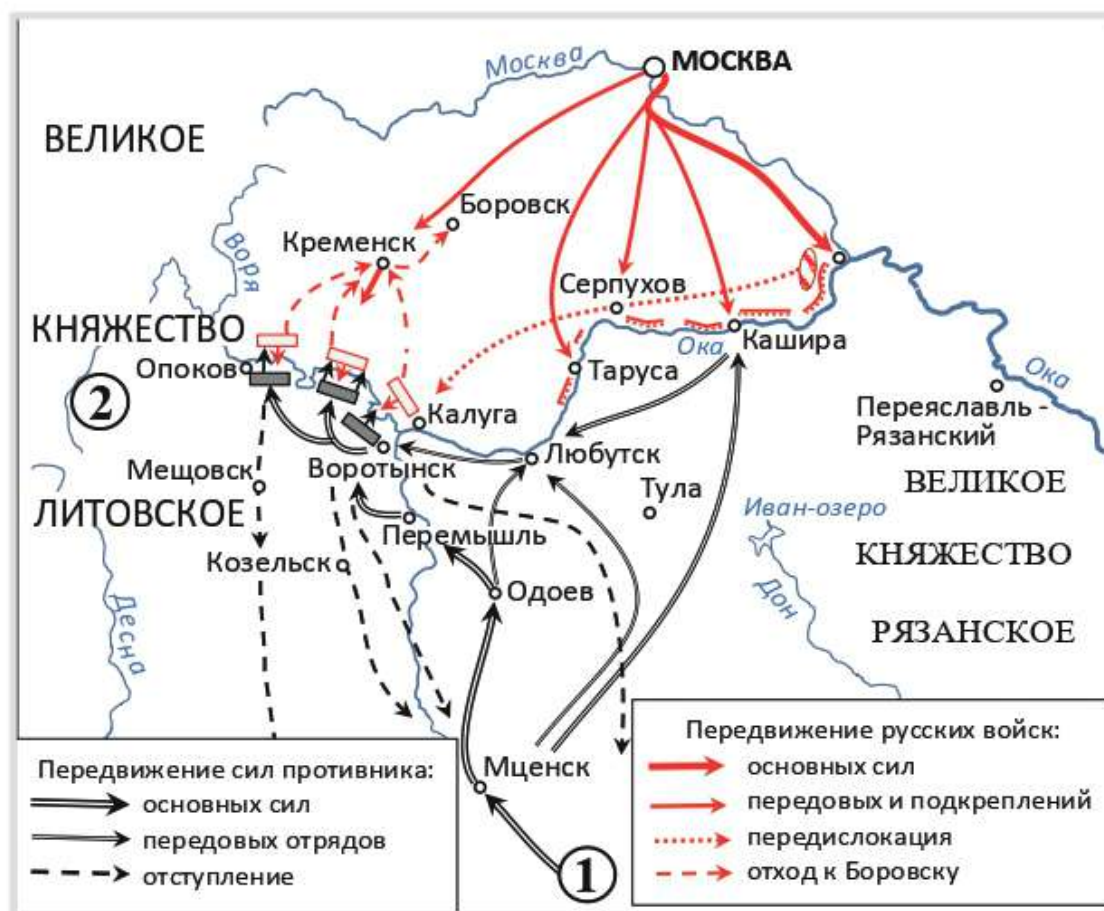 Москва
МОСКВА
ВЕЛИКОЕ
Воря
Боровск
Кременск
Серпухов
КНЯЖЕСТВО
Опоков
Ока
Кашира
Таруса
Ока
2
Калуга
Переяславль -
Рязанский
Мещовск
Воротынск
Любутск
ВЕЛИКОЕ
ЛИТОВСКОЕ
Тула
Иван-озеро
Перемышль
КНЯЖЕСТВО
Козельск
Одоев
Дон
Десна
РЯЗАНСКОЕ
Мценск
1
Передвижение сил противника:
основных сил
передовых отрядов
отступление
Передвижение русских войск:
основных сил
передовых и подкреплений
передислокация
отход к Боровску